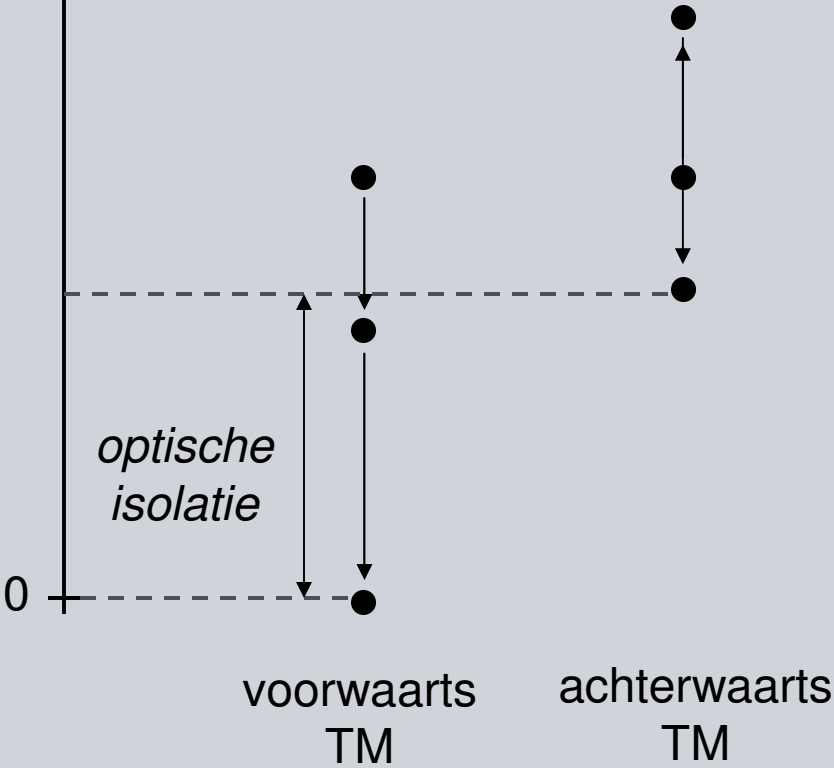 optische
isolatie
0
voorwaarts
TM
achterwaarts
TM